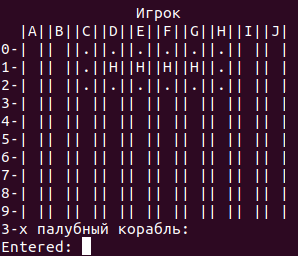 Игрок
|A||B||C||D||E||F||G||H||I||J|
0-| || ||.||.||.||.||.||.|| || |
1-| || ||.||H||H||H||H||.|| || |
2-| || ||.||.||.||.||.||.|| || |
3-| || || || || || || || || || |
4-| || || || || || || || || || |
5-| || || || || || || || || || |
6-| || || || || || || || || || |
7-| || || || || || || || || || |
8-| || || || || || || || || || |
9-| || || || || || || || || || |
3-х палубный корабль:
Entered: